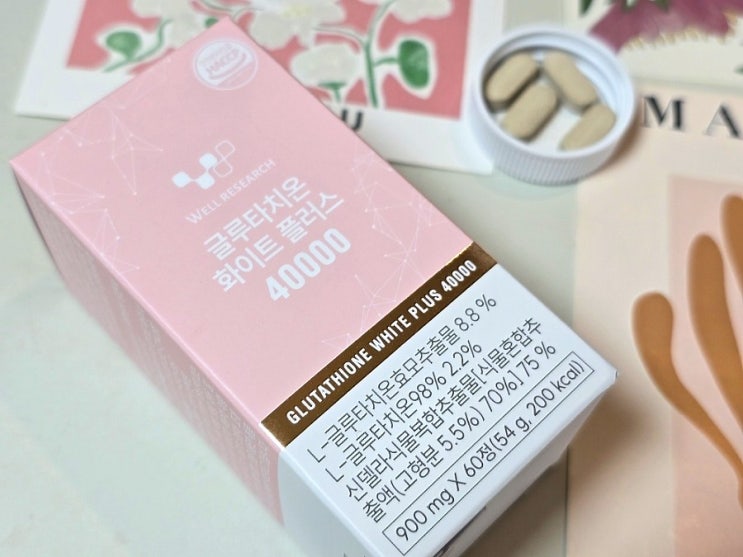 HACCP
WELL RESEARCH
글루타치온
화이트 플러스
40000
GLUTATHIONE WHITE PLUS 40000
L-글루타치온효모추출물 8.8 %
L-글루타치온98% 2.2%
신델라식물복합추출물[식물혼합추
출액(고형분 5.5%) 70%] 75 %
900 mg X 60정(54 g, 200 kcal)
MA